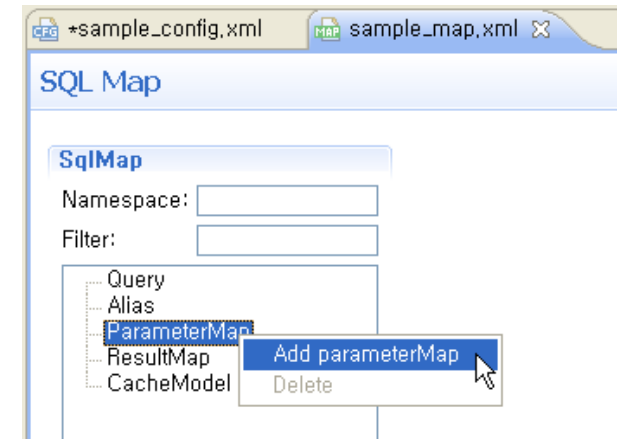 *sample_config.xml sample_map.xml
SQL Map
SqlMap
Namespace:
Filter:
Query
Alias
ParameterMap
ResultMap
CacheModel
Add parameterMap
Delete